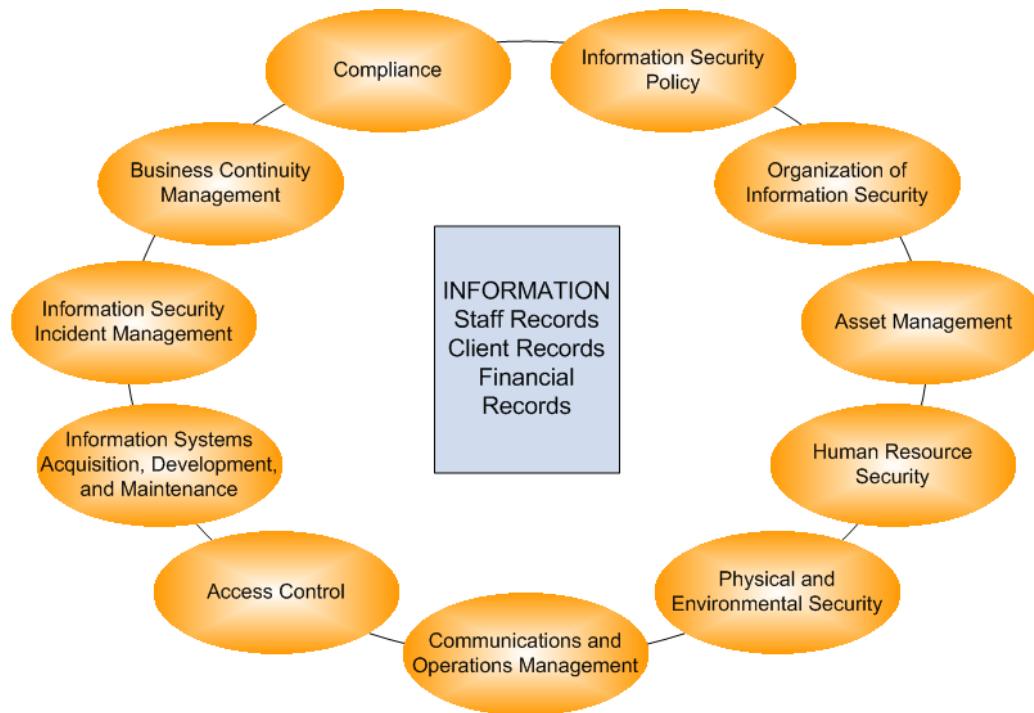 Compliance
Information Security
Policy
Business Continuity
Management
Organization of
Information Security
INFORMATION
Staff Records
Client Records
Financial
Records
Information Security
Incident Management
Asset Management
Information Systems
Acquisition, Development,
and Maintenance
Human Resource
Security
Access Control
Physical and
Environmental Security
Communications and
Operations Management